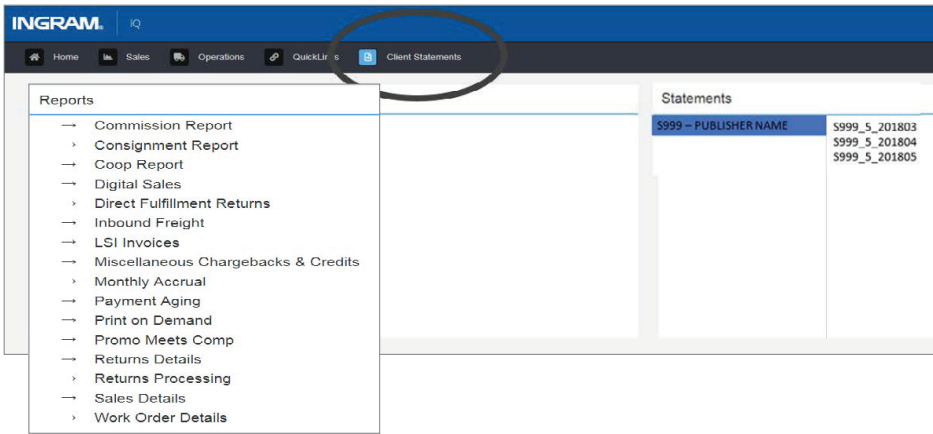 INGRAM. IQ
Home Sales Operations QuickLinks Client Statements
Reports
→ Commission Report
› Consignment Report
→ Coop Report
→ Digital Sales
› Direct Fulfillment Returns
→ Inbound Freight
→ LSI Invoices
→ Miscellaneous Chargebacks & Credits
› Monthly Accrual
→ Payment Aging
→ Print on Demand
→ Promo Meets Comp
→ Returns Details
› Returns Processing
→ Sales Details
› Work Order Details
Statements
S999 – PUBLISHER NAME
S999_5_201803
S999_5_201804
S999_5_201805